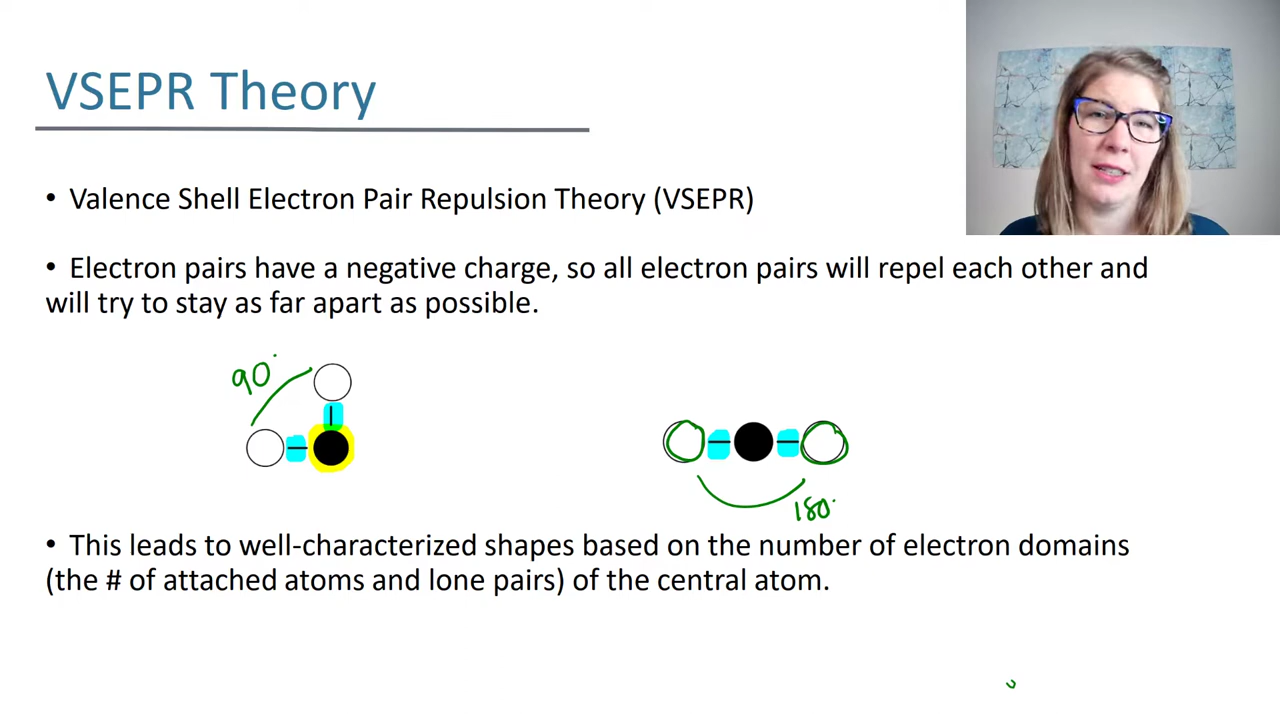 VSEPR Theory
• Valence Shell Electron Pair Repulsion Theory (VSEPR)
• Electron pairs have a negative charge, so all electron pairs will repel each other and
will try to stay as far apart as possible.
90°
180°
• This leads to well-characterized shapes based on the number of electron domains
(the # of attached atoms and lone pairs) of the central atom.